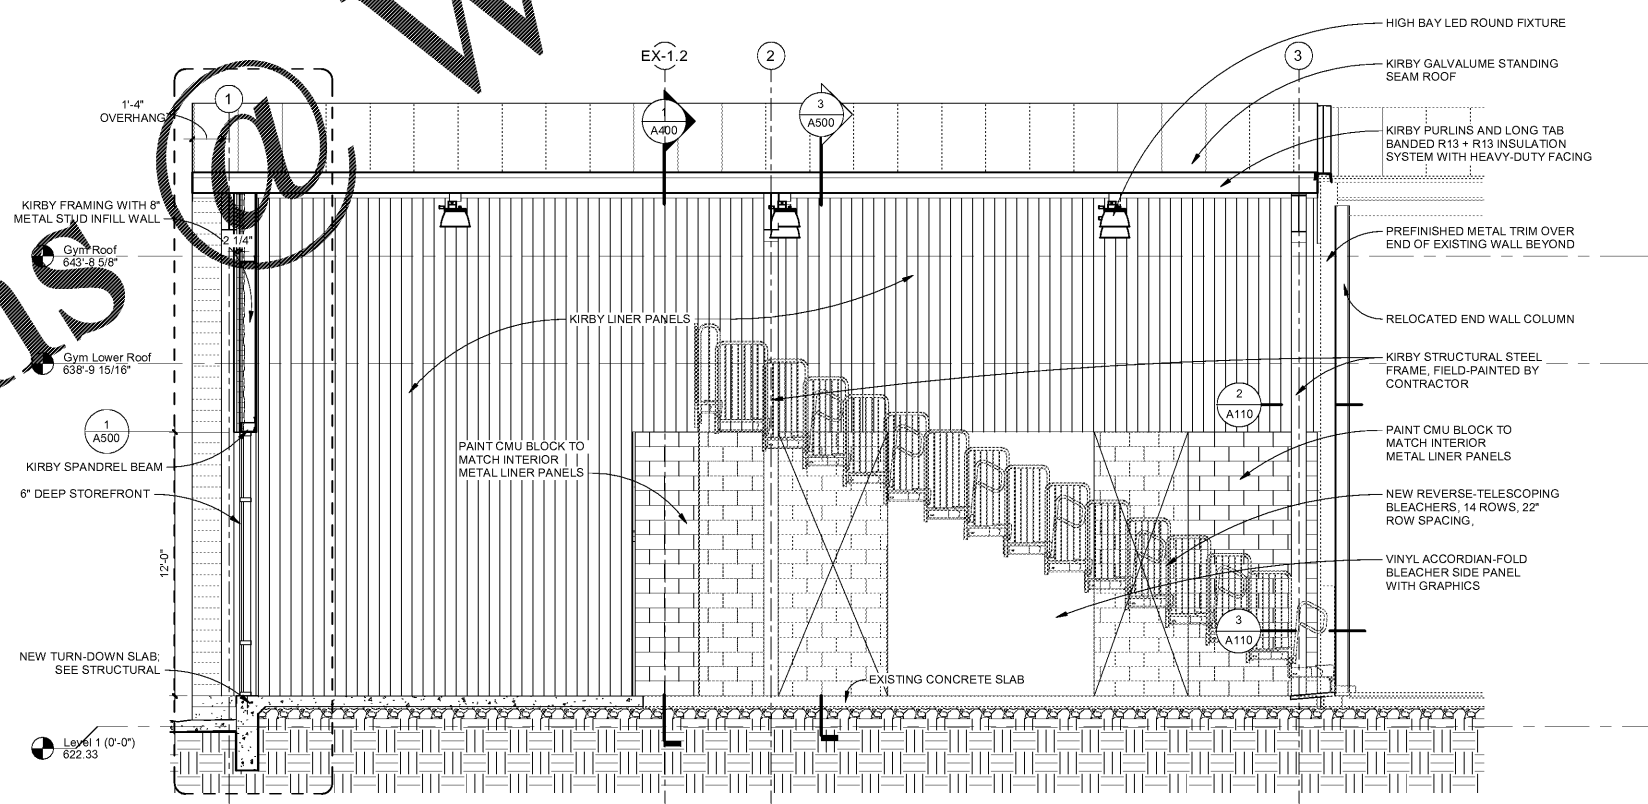 @ W
ns
HIGH BAY LED ROUND FIXTURE
KIRBY GALVALUME STANDING
SEAM ROOF
KIRBY PURLINS AND LONG TAB
BANDED R13 + R13 INSULATION
SYSTEM WITH HEAVY-DUTY FACING
PREFINISHED METAL TRIM OVER
END OF EXISTING WALL BEYOND
RELOCATED END WALL COLUMN
KIRBY STRUCTURAL STEEL
FRAME, FIELD-PAINTED BY
CONTRACTOR
PAINT CMU BLOCK TO
MATCH INTERIOR
METAL LINER PANELS
NEW REVERSE-TELESCOPING
BLEACHERS, 14 ROWS, 22"
ROW SPACING,
VINYL ACCORDIAN-FOLD
BLEACHER SIDE PANEL
WITH GRAPHICS
1
EX-1.2
2
3
1
A400
3
A500
1'-4"
OVERHANG
KIRBY FRAMING WITH 8"
METAL STUD INFILL WALL
2 1/4"
Gym Roof
643'-8 5/8"
Gym Lower Roof
638'-9 15/16"
1
A500
KIRBY SPANDREL BEAM
6" DEEP STOREFRONT
12'-0"
NEW TURN-DOWN SLAB;
SEE STRUCTURAL
Level 1 (0'-0")
622.33
KIRBY LINER PANELS
PAINT CMU BLOCK TO
MATCH INTERIOR
METAL LINER PANELS
2
A110
3
A110
EXISTING CONCRETE SLAB